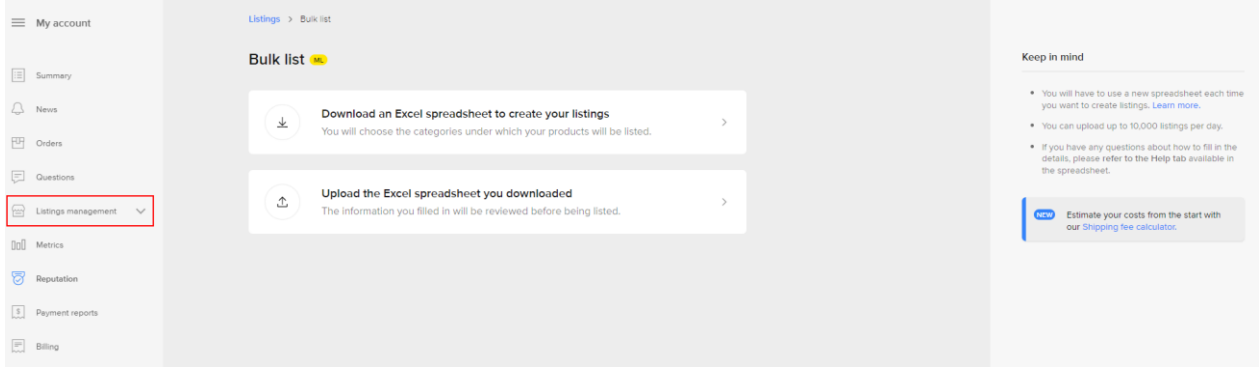 My account
Summary
News
Orders
Questions
Listings management
Metrics
Reputation
Payment reports
Billing
Listings > Bulk list
Bulk list ML
Download an Excel spreadsheet to create your listings
You will choose the categories under which your products will be listed.
Upload the Excel spreadsheet you downloaded
The information you filled in will be reviewed before being listed.
Keep in mind
• You will have to use a new spreadsheet each time
you want to create listings. Learn more.
• You can upload up to 10,000 listings per day.
• If you have any questions about how to fill in the
details, please refer to the Help tab available in
the spreadsheet.
NEW Estimate your costs from the start with
our Shipping fee calculator.